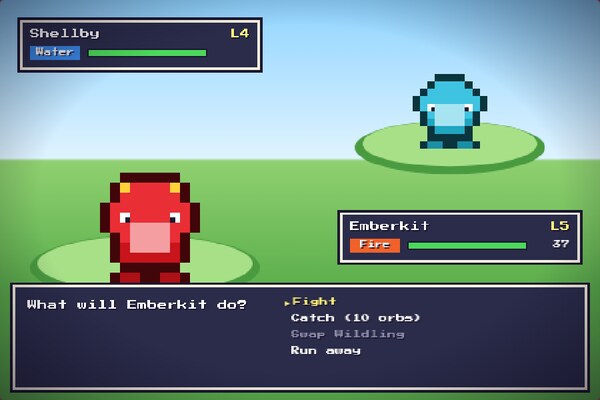 Shellby L4
Water
Emberkit L5
Fire 37
What will Emberkit do?
▸Fight
Catch (10 orbs)
Swap Wildling
Run away